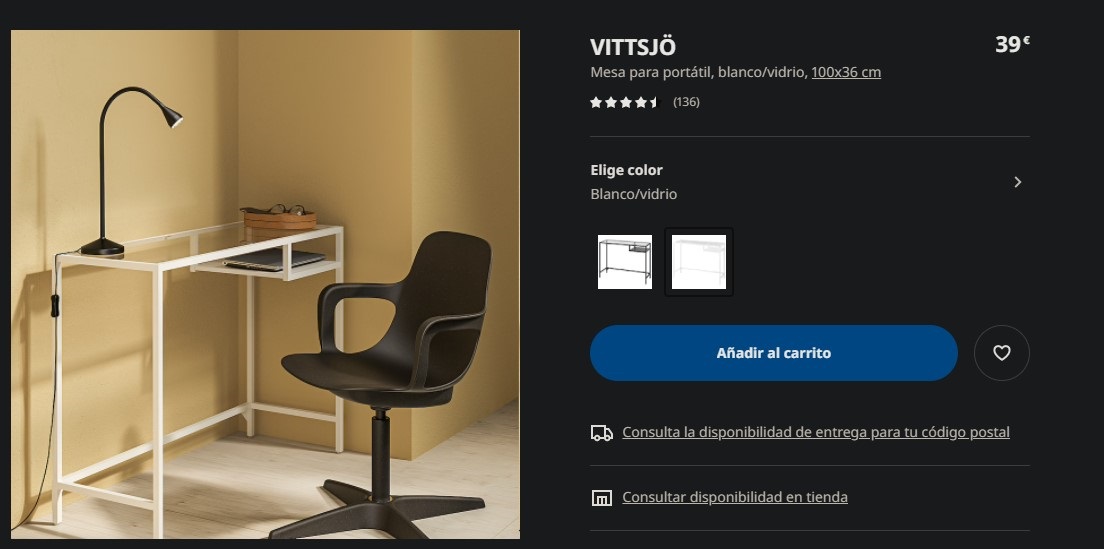 VITTSJÖ
39€
Mesa para portátil, blanco/vidrio, 100x36 cm
(136)
Elige color
Blanco/vidrio
Añadir al carrito
Consulta la disponibilidad de entrega para tu código postal
Consultar disponibilidad en tienda